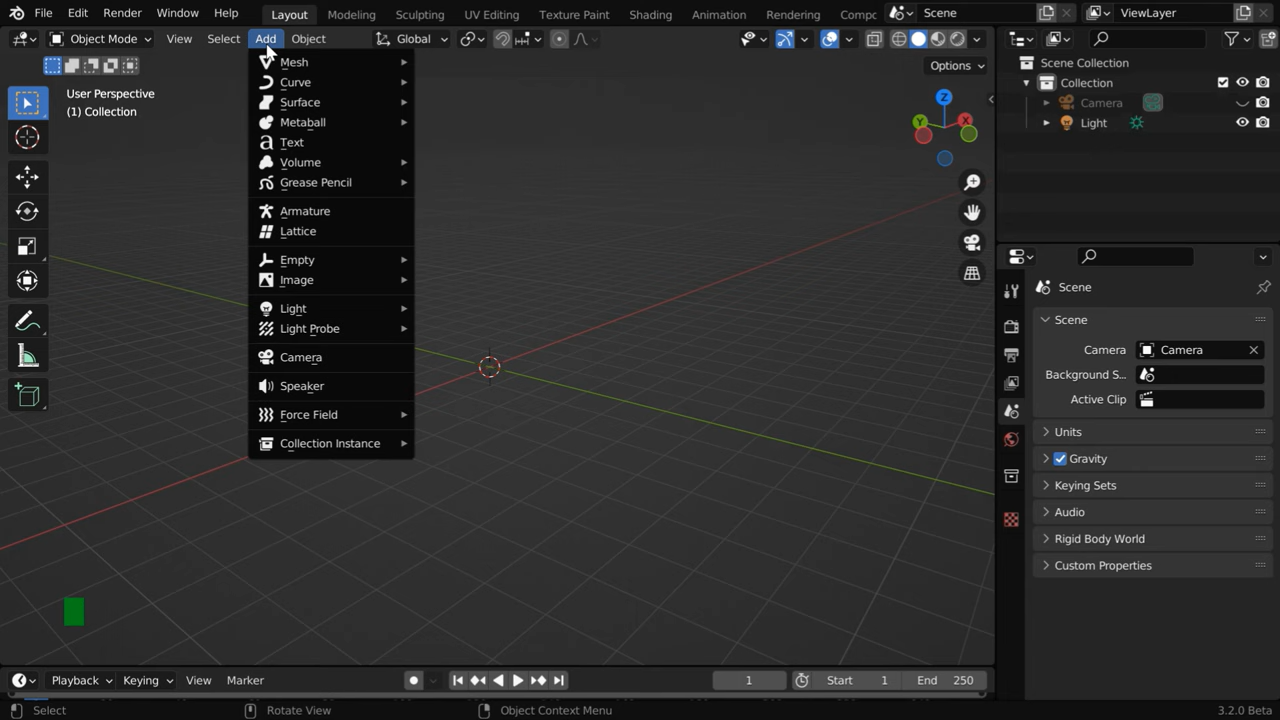 File Edit Render Window Help Layout Modeling Sculpting UV Editing Texture Paint Shading Animation Rendering Compc Scene ViewLayer
Object Mode View Select Add Object Global
Options
User Perspective
(1) Collection
Mesh
Curve
Surface
Metaball
Text
Volume
Grease Pencil
Armature
Lattice
Empty
Image
Light
Light Probe
Camera
Speaker
Force Field
Collection Instance
Z
Y
X
Scene Collection
Collection
Camera
Light
Scene
Scene
Camera Camera
Background S...
Active Clip
Units
Gravity
Keying Sets
Audio
Rigid Body World
Custom Properties
Playback Keying View Marker 1 Start 1 End 250
Select Rotate View Object Context Menu 3.2.0 Beta